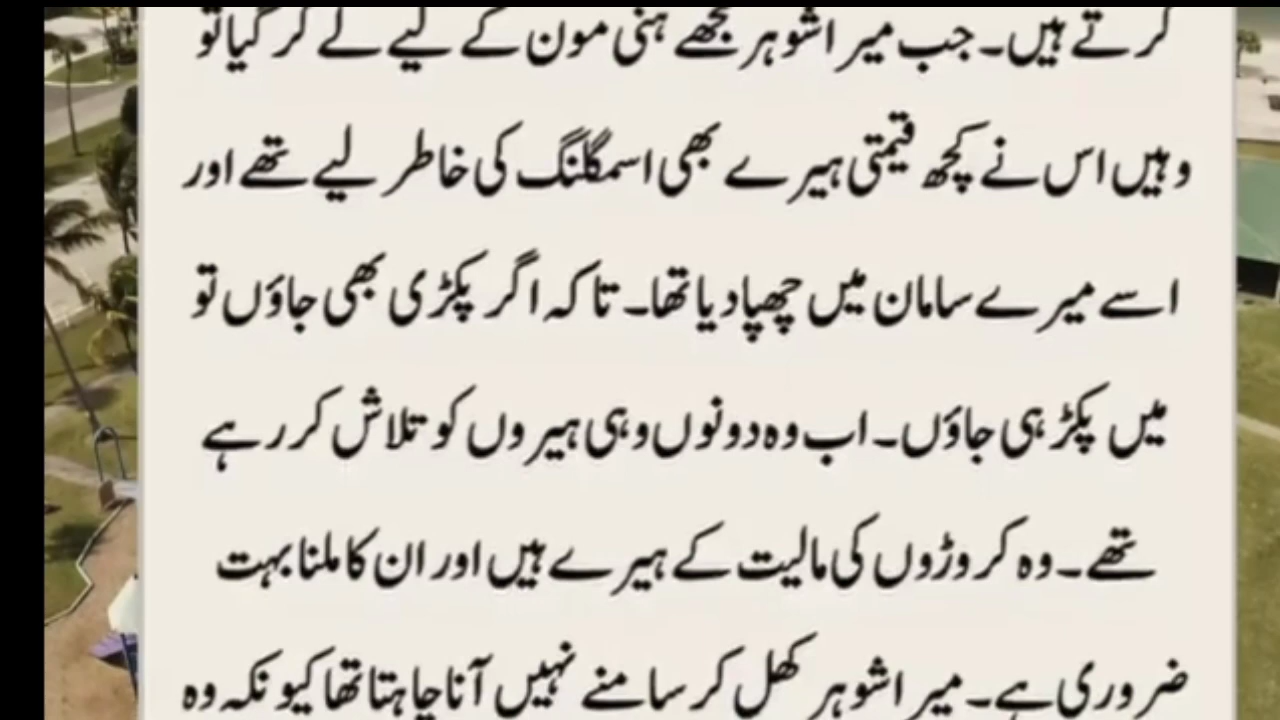 کرتے ہیں۔ جب میرا شوہر مجھے ہنی مون کے لیے لے کر گیا تو
وہیں اس نے کچھ قیمتی ہیرے بھی اسمگلنگ کی خاطر لیے تھے اور
اسے میرے سامان میں چھپا دیا تھا۔ تاکہ اگر پکڑی بھی جاؤں تو
میں پکڑ ہی جاؤں۔ اب وہ دونوں وہی ہیروں کو تلاش کر رہے
تھے۔ وہ کروڑوں کی مالیت کے ہیرے ہیں اور ان کا ملنا بہت
ضروری ہے۔ میرا شوہر کھل کر سامنے نہیں آنا چاہتا تھا کیونکہ وہ